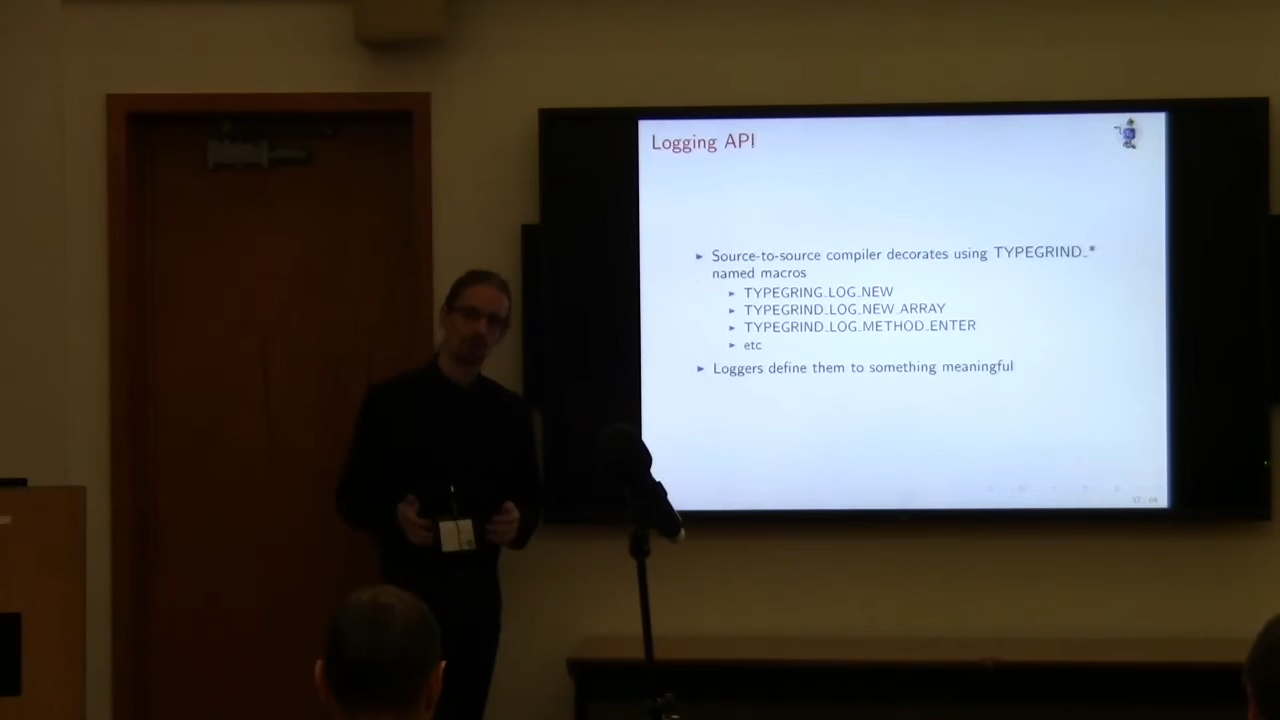 Logging API
Source-to-source compiler decorates using TYPEGRIND_*
named macros
TYPEGRING_LOG_NEW
TYPEGRIND_LOG_NEW_ARRAY
TYPEGRIND_LOG_METHOD_ENTER
etc
Loggers define them to something meaningful